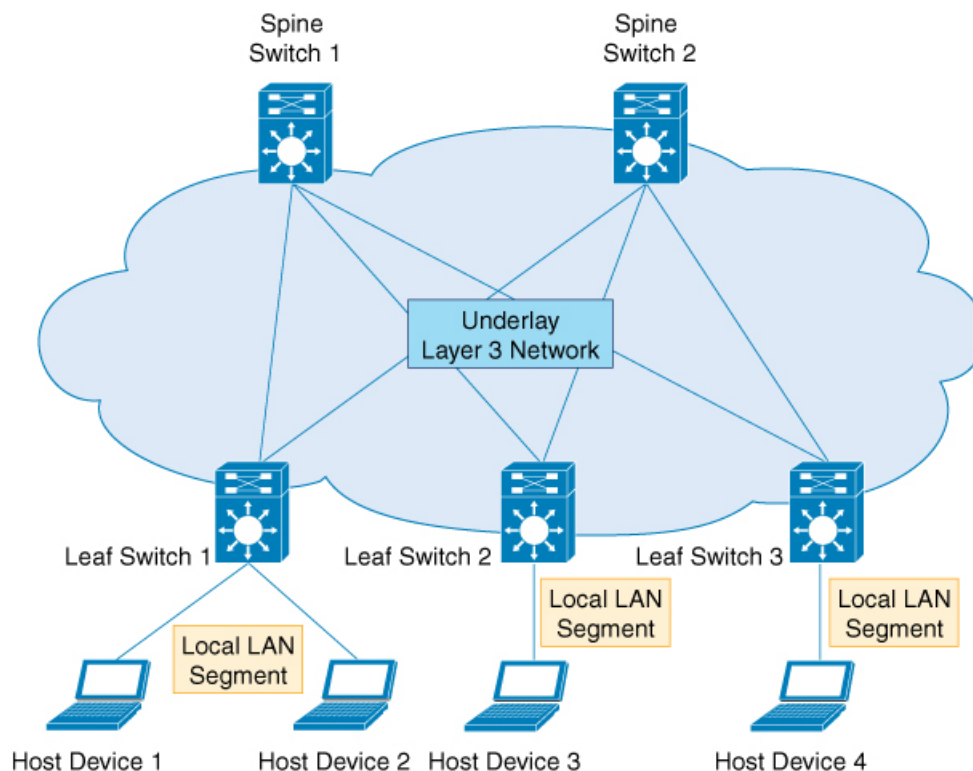 Spine
Switch 1
Spine
Switch 2
Underlay
Layer 3 Network
Leaf Switch 1
Leaf Switch 2
Leaf Switch 3
Local LAN
Segment
Local LAN
Segment
Local LAN
Segment
Host Device 1
Host Device 2
Host Device 3
Host Device 4